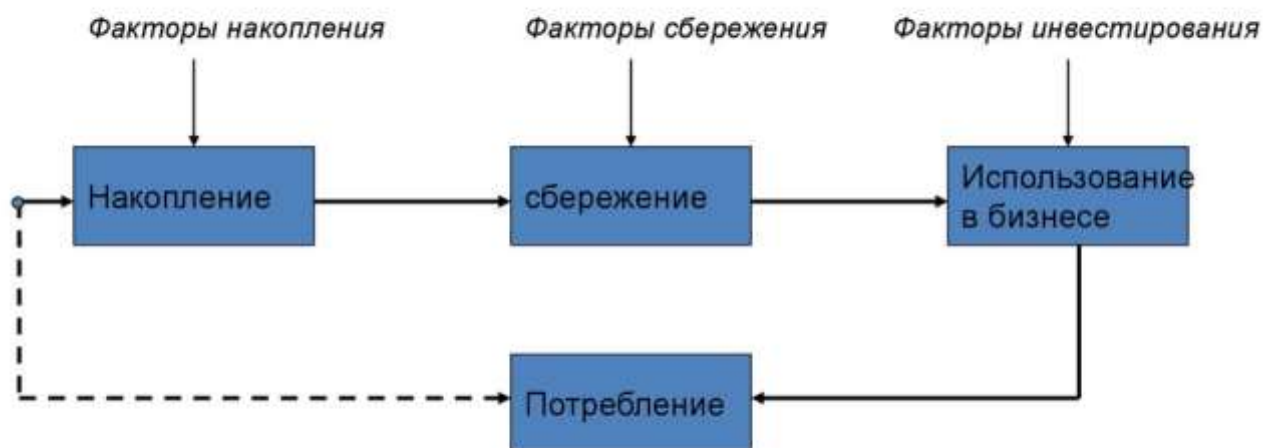 Факторы накопления
Факторы сбережения
Факторы инвестирования
Накопление
сбережение
Использование
в бизнесе
Потребление